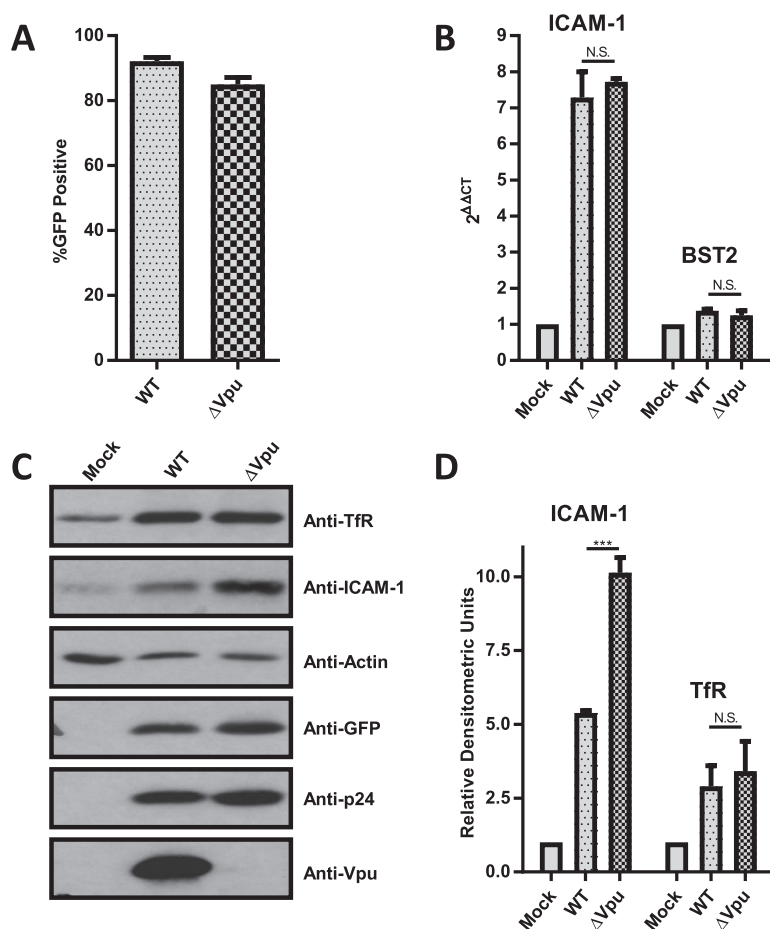 A
100
80
60
40
20
0
%GFP Positive
WT
ΔVpu
B
ICAM-1
9
8
7
6
5
4
3
2
1
0
2^ΔΔCT
N.S.
BST2
N.S.
Mock
WT
ΔVpu
Mock
WT
ΔVpu
C
Mock
WT
ΔVpu
Anti-TfR
Anti-ICAM-1
Anti-Actin
Anti-GFP
Anti-p24
Anti-Vpu
D
ICAM-1
10.0
7.5
5.0
2.5
0.0
Relative Densitometric Units
***
TfR
N.S.
Mock
WT
ΔVpu
Mock
WT
ΔVpu